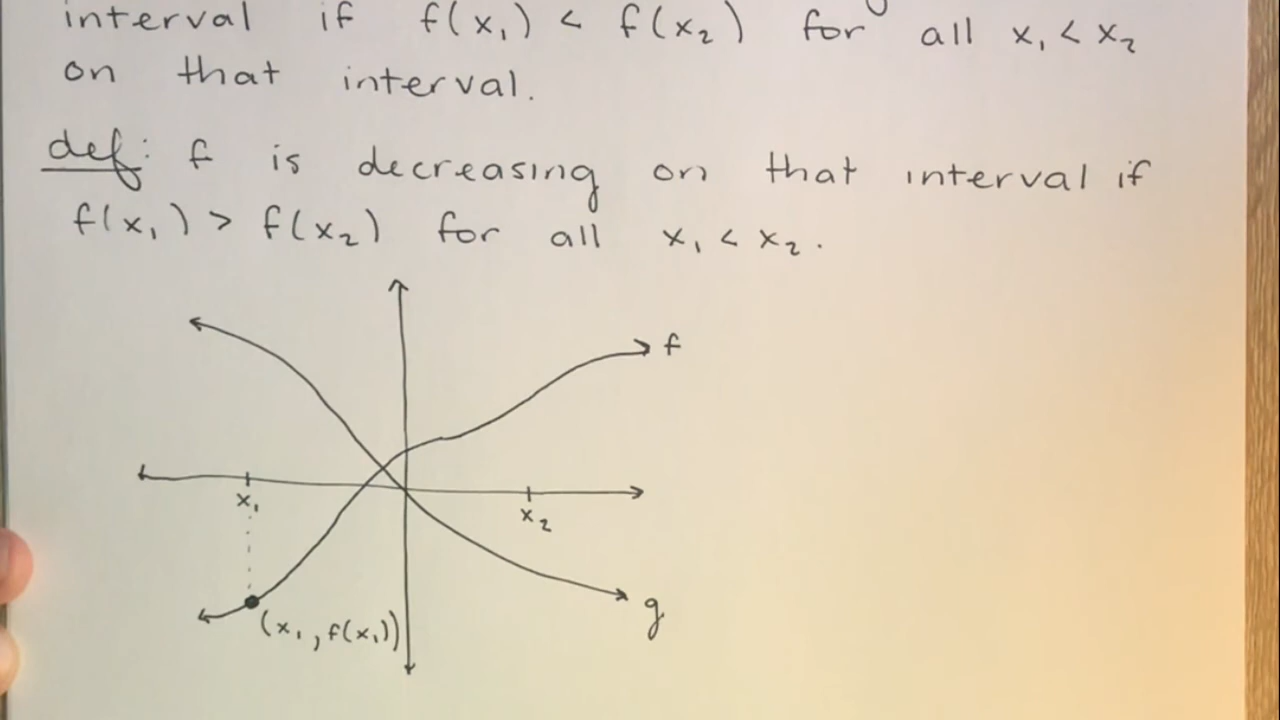 interval if f(x₁) < f(x₂) for all x₁ < x₂
on that interval.
def: f is decreasing on that interval if
f(x₁) > f(x₂) for all x₁ < x₂.
f
x₁
x₂
g
(x₁, f(x₁))